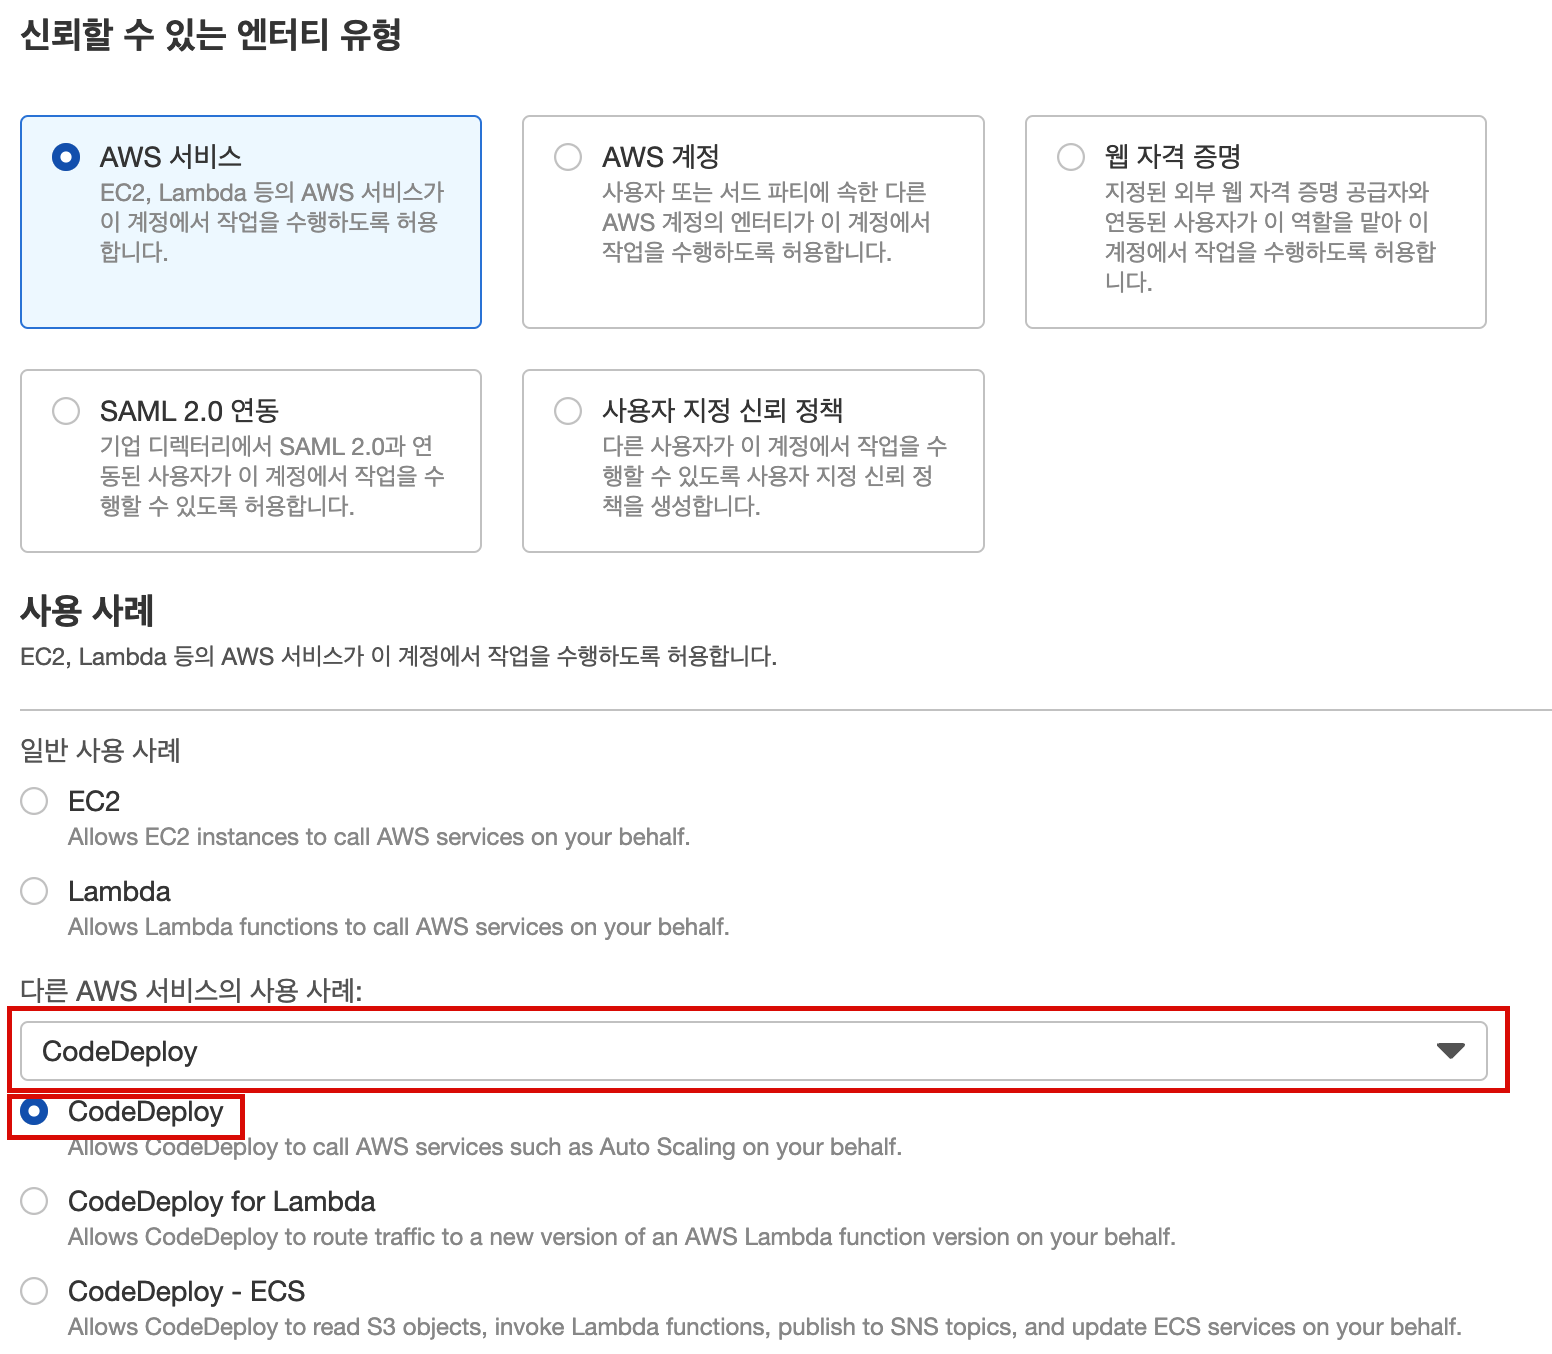 신뢰할 수 있는 엔터티 유형
AWS 서비스
EC2, Lambda 등의 AWS 서비스가
이 계정에서 작업을 수행하도록 허용
합니다.
AWS 계정
사용자 또는 서드 파티에 속한 다른
AWS 계정의 엔터티가 이 계정에서
작업을 수행하도록 허용합니다.
웹 자격 증명
지정된 외부 웹 자격 증명 공급자와
연동된 사용자가 이 역할을 맡아 이
계정에서 작업을 수행하도록 허용합
니다.
SAML 2.0 연동
기업 디렉터리에서 SAML 2.0과 연
동된 사용자가 이 계정에서 작업을 수
행할 수 있도록 허용합니다.
사용자 지정 신뢰 정책
다른 사용자가 이 계정에서 작업을 수
행할 수 있도록 사용자 지정 신뢰 정
책을 생성합니다.
사용 사례
EC2, Lambda 등의 AWS 서비스가 이 계정에서 작업을 수행하도록 허용합니다.
일반 사용 사례
EC2
Allows EC2 instances to call AWS services on your behalf.
Lambda
Allows Lambda functions to call AWS services on your behalf.
다른 AWS 서비스의 사용 사례:
CodeDeploy
CodeDeploy
Allows CodeDeploy to call AWS services such as Auto Scaling on your behalf.
CodeDeploy for Lambda
Allows CodeDeploy to route traffic to a new version of an AWS Lambda function version on your behalf.
CodeDeploy - ECS
Allows CodeDeploy to read S3 objects, invoke Lambda functions, publish to SNS topics, and update ECS services on your behalf.